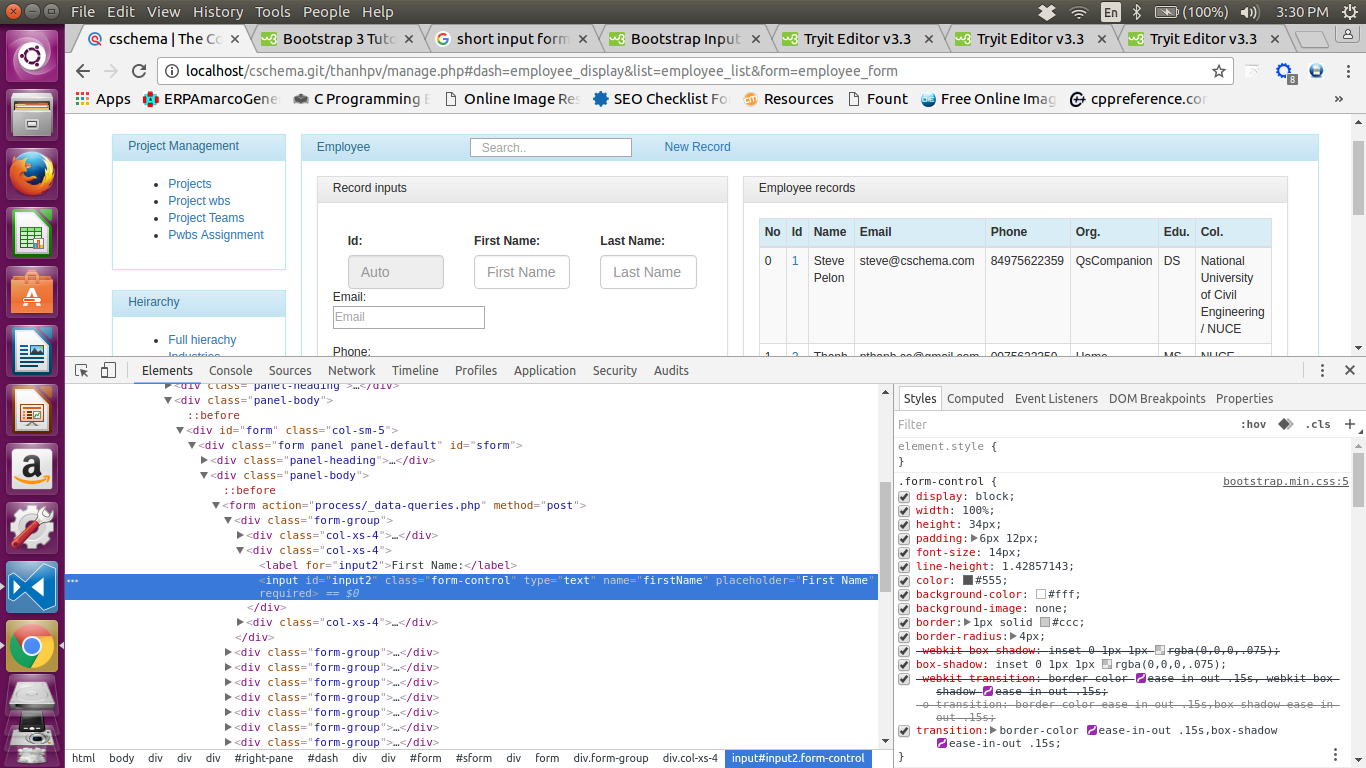 File Edit View History Tools People Help
En (100%) 3:30 PM
cschema | The Co Bootstrap 3 Tuto short input form Bootstrap Input Tryit Editor v3.3 Tryit Editor v3.3 Tryit Editor v3.3
localhost/cschema.git/thanhpv/manage.php#dash=employee_display&list=employee_list&form=employee_form 8
Apps ERPAmarcoGene C Programming E Online Image Res SEO Checklist Fo Resources Fount Free Online Imag cppreference.cor »
Project Management
Projects
Project wbs
Project Teams
Pwbs Assignment
Heirarchy
Full hierachy
Industries
Employee Search.. New Record
Record inputs
Id: First Name: Last Name:
Auto First Name Last Name
Email:
Email
Phone:
Employee records
No Id Name Email Phone Org. Edu. Col.
0 1 Steve Pelon steve@cschema.com 84975622359 QsCompanion DS National
University
of Civil
Engineering
/ NUCE
Elements Console Sources Network Timeline Profiles Application Security Audits
<div class="panel-heading">…</div>
<div class="panel-body">
::before
<div id="form" class="col-sm-5">
<div class="form panel panel-default" id="sform">
<div class="panel-heading">…</div>
<div class="panel-body">
::before
<form action="process/_data-queries.php" method="post">
<div class="form-group">
<div class="col-xs-4">…</div>
<div class="col-xs-4">
<label for="input2">First Name:</label>
<input id="input2" class="form-control" type="text" name="firstName" placeholder="First Name"
required> == $0
</div>
<div class="col-xs-4">…</div>
</div>
<div class="form-group">…</div>
<div class="form-group">…</div>
<div class="form-group">…</div>
<div class="form-group">…</div>
<div class="form-group">…</div>
<div class="form-group">…</div>
<div class="form-group">…</div>
html body div div #right-pane #dash div #form #sform div form div.form-group div.col-xs-4 input#input2.form-control
Styles Computed Event Listeners DOM Breakpoints Properties
Filter :hov .cls +
element.style {
}
.form-control { bootstrap.min.css:5
display: block;
width: 100%;
height: 34px;
padding: 6px 12px;
font-size: 14px;
line-height: 1.42857143;
color: #555;
background-color: #fff;
background-image: none;
border: 1px solid #ccc;
border-radius: 4px;
-webkit-box-shadow: inset 0 1px 1px rgba(0,0,0,.075);
box-shadow: inset 0 1px 1px rgba(0,0,0,.075);
-webkit-transition: border-color ease-in-out .15s,-webkit-box-
shadow ease-in-out .15s;
-o-transition: border-color ease-in-out .15s,box-shadow ease-in-
out .15s;
transition: border-color ease-in-out .15s,box-shadow
ease-in-out .15s;
}